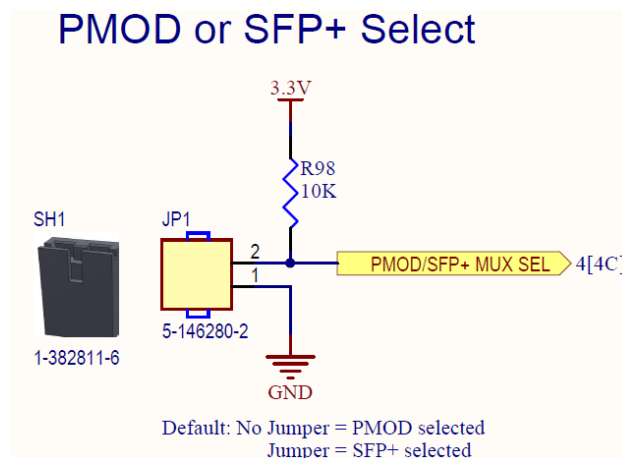 PMOD or SFP+ Select
3.3V
R98
10K
SH1
JP1
2
1
PMOD/SFP+ MUX SEL
4[4C]
5-146280-2
1-382811-6
GND
Default: No Jumper = PMOD selected
Jumper = SFP+ selected